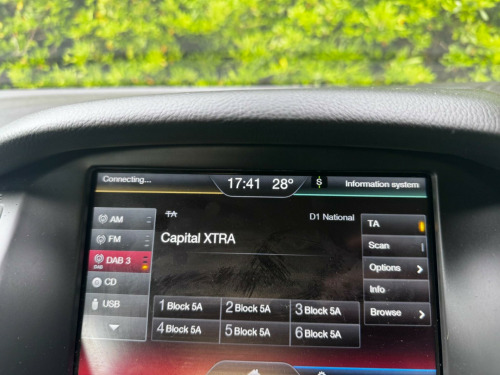 Connecting... 17:41 28° Information system
AM
FM
DAB 3
DAB
CD
USB
TA
D1 National
Capital XTRA
1 Block 5A 2 Block 5A 3 Block 5A
4 Block 5A 5 Block 5A 6 Block 5A
TA
Scan
Options
Info
Browse